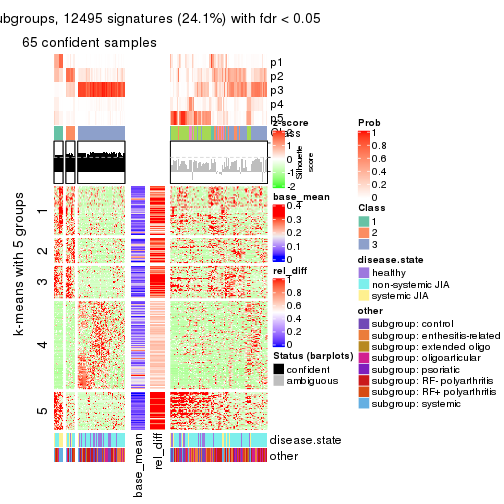 subgroups, 12495 signatures (24.1%) with fdr < 0.05
65 confident samples
p1
p2
p3
p4
p5
Class
Silhouette
score
z-score
2
1
0
-1
-2
base_mean
0.4
0.3
0.2
0.1
0
rel_diff
1
0.8
0.6
0.4
0.2
0
Status (barplots)
confident
ambiguous
Prob
1
0.8
0.6
0.4
0.2
0
Class
1
2
3
disease.state
healthy
non-systemic JIA
systemic JIA
other
subgroup: control
subgroup: enthesitis-related
subgroup: extended oligo
subgroup: oligoarticular
subgroup: psoriatic
subgroup: RF- polyarthritis
subgroup: RF+ polyarthritis
subgroup: systemic
k-means with 5 groups
1
2
3
4
5
disease.state
other
base_mean
rel_diff